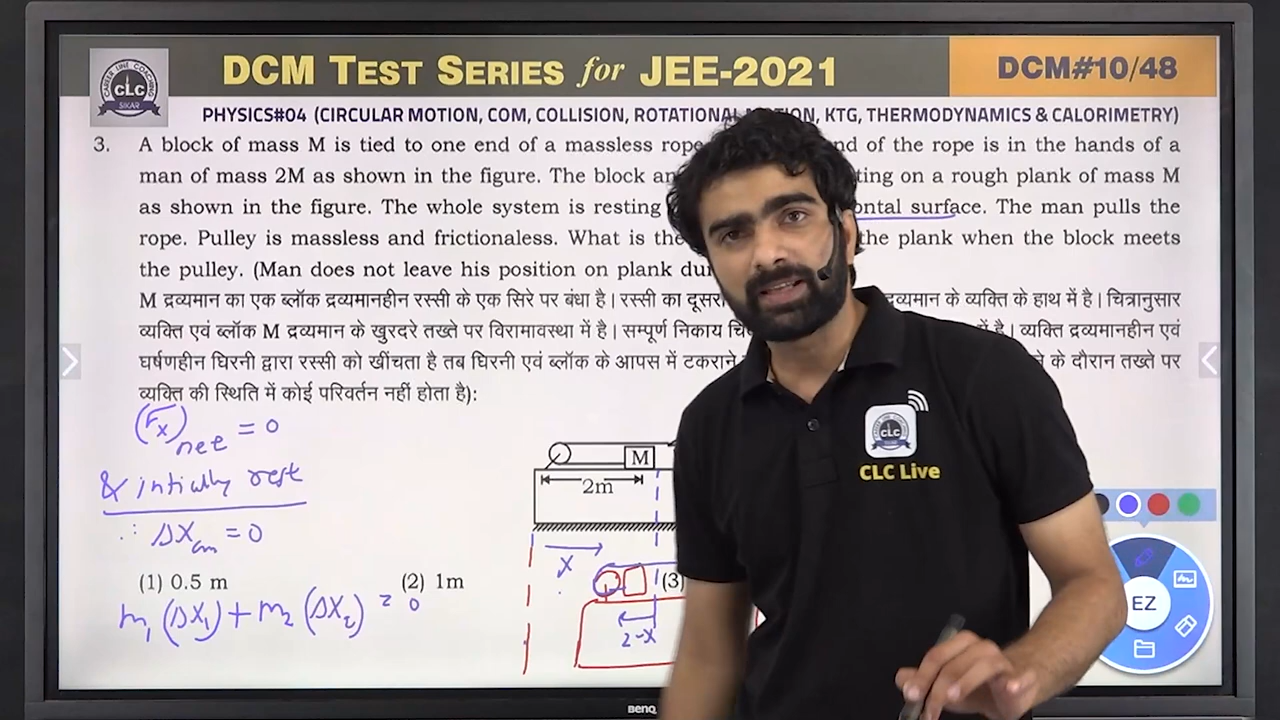 DCM TEST SERIES for JEE-2021
DCM#10/48
CAREER LINE COACHING
CLC
SIKAR
PHYSICS#04 (CIRCULAR MOTION, COM, COLLISION, ROTATIONAL ON, KTG, THERMODYNAMICS & CALORIMETRY)
3. A block of mass M is tied to one end of a massless rope nd of the rope is in the hands of a
man of mass 2M as shown in the figure. The block an ting on a rough plank of mass M
as shown in the figure. The whole system is resting ontal surface. The man pulls the
rope. Pulley is massless and frictionaless. What is the the plank when the block meets
the pulley. (Man does not leave his position on plank du
M द्रव्यमान का एक ब्लॉक द्रव्यमानहीन रस्सी के एक सिरे पर बंधा है। रस्सी का दूसरा द्रव्यमान के व्यक्ति के हाथ में है। चित्रानुसार
व्यक्ति एवं ब्लॉक M द्रव्यमान के खुरदरे तख्ते पर विरामावस्था में है। सम्पूर्ण निकाय में है। व्यक्ति द्रव्यमानहीन एवं
घर्षणहीन घिरनी द्वारा रस्सी को खींचता है तब घिरनी एवं ब्लॉक के आपस में टकराने के दौरान तख्ते पर
व्यक्ति की स्थिति में कोई परिवर्तन नहीं होता है):
(Fx)net = 0
& intially rest
∴ ΔXcm = 0
M
2m
x
(1) 0.5 m
(2) 1m
(3)
m1 (ΔX1) + m2 (ΔX2) = 0
2-x
CLC
CLC Live
EZ
BENQ